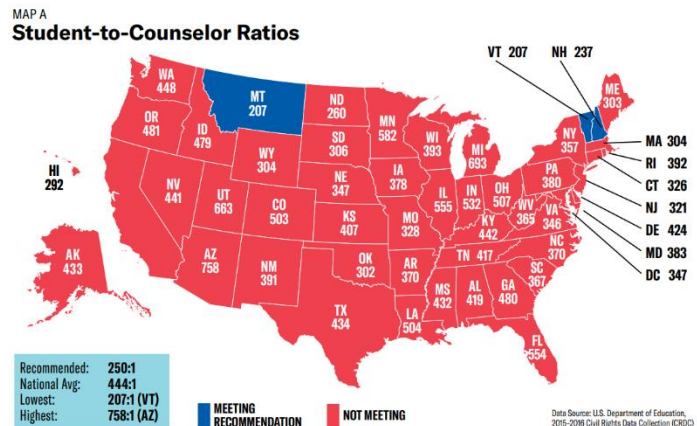 MAP A
Student-to-Counselor Ratios
VT 207
NH 237
WA
448
MT
207
ND
260
MN
582
ME
303
OR
481
ID
479
SD
306
WI
393
MI
693
NY
357
MA 304
RI 392
CT 326
NJ 321
DE 424
MD 383
DC 347
HI
292
WY
304
NE
347
IA
378
PA
380
NV
441
UT
663
CO
503
KS
407
MO
328
IL
555
IN
532
OH
507
WV
365
VA
346
KY
442
NC
370
AK
433
AZ
758
NM
391
OK
302
AR
370
TN 417
SC
367
TX
434
LA
504
MS
432
AL
419
GA
480
FL
554
Recommended: 250:1
National Avg: 444:1
Lowest: 207:1 (VT)
Highest: 758:1 (AZ)
MEETING
RECOMMENDATION
NOT MEETING
Data Source: U.S. Department of Education,
2015-2016 Civil Rights Data Collection (CRDC)